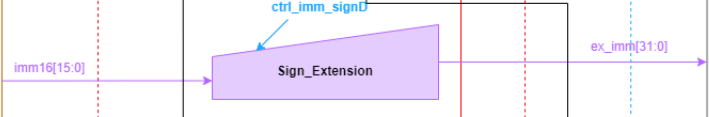 ctrl_imm_signD
ex_imm[31:0]
imm16[15:0]
Sign_Extension